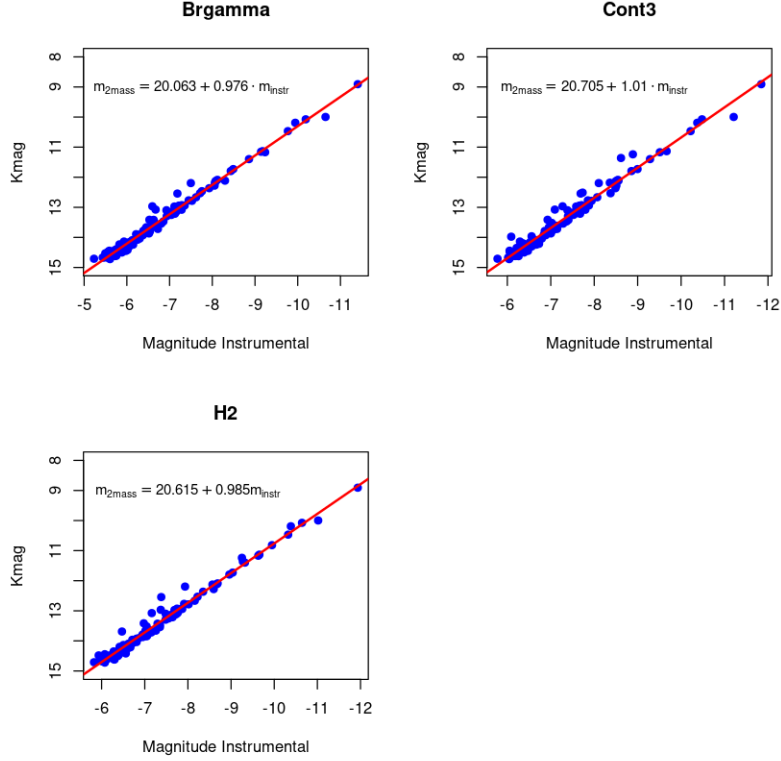 Brgamma
m2mass = 20.063 + 0.976 · minstr
Kmag
8
9
11
13
15
-5 -6 -7 -8 -9 -10 -11
Magnitude Instrumental
Cont3
m2mass = 20.705 + 1.01 · minstr
Kmag
8
9
11
13
15
-6 -7 -8 -9 -10 -11 -12
Magnitude Instrumental
H2
m2mass = 20.615 + 0.985minstr
Kmag
8
9
11
13
15
-6 -7 -8 -9 -10 -11 -12
Magnitude Instrumental